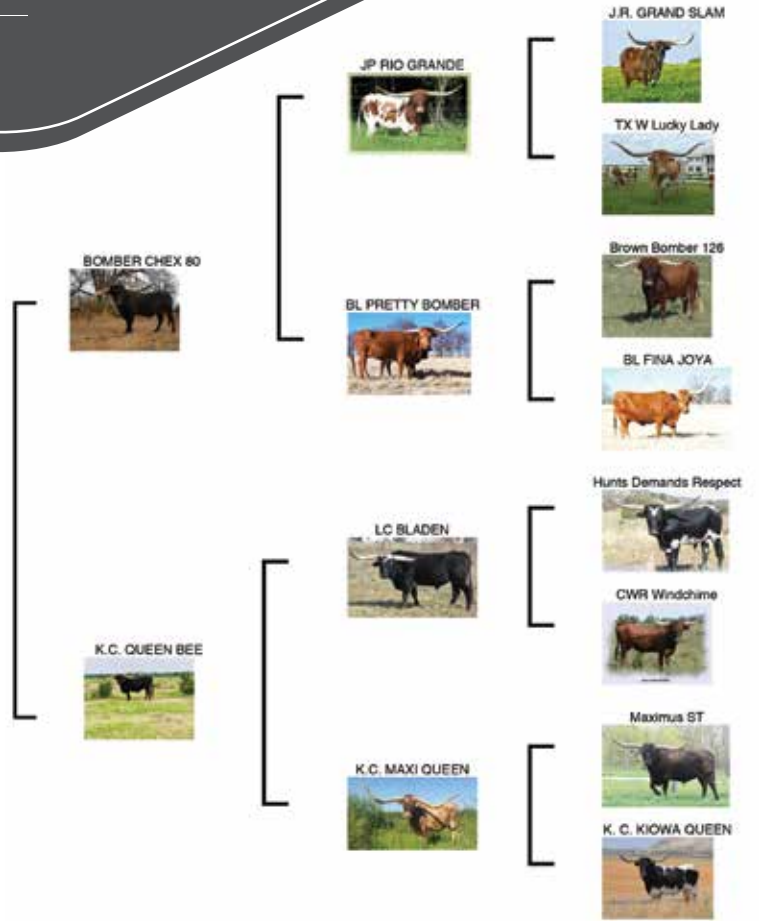 J.R. GRAND SLAM
JP RIO GRANDE
TX W Lucky Lady
BOMBER CHEX 80
Brown Bomber 126
BL PRETTY BOMBER
BL FINA JOYA
Hunts Demands Respect
LC BLADEN
CWR Windchime
K.C. QUEEN BEE
Maximus ST
K.C. MAXI QUEEN
K. C. KIOWA QUEEN